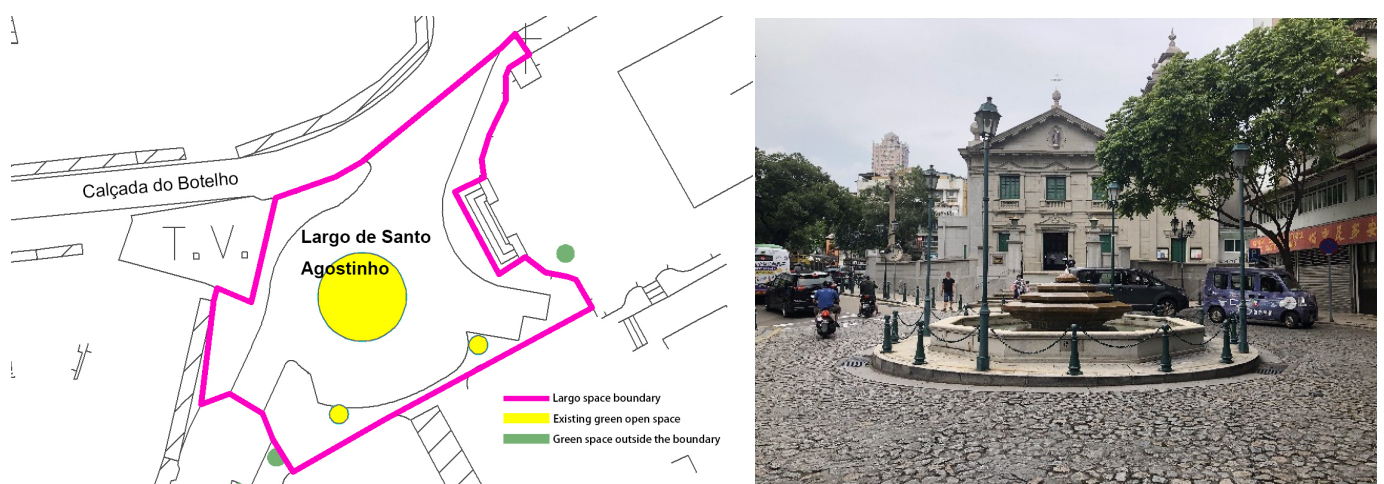 Calçada do Botelho
T.V.
Largo de Santo
Agostinho
Largo space boundary
Existing green open space
Green space outside the boundary